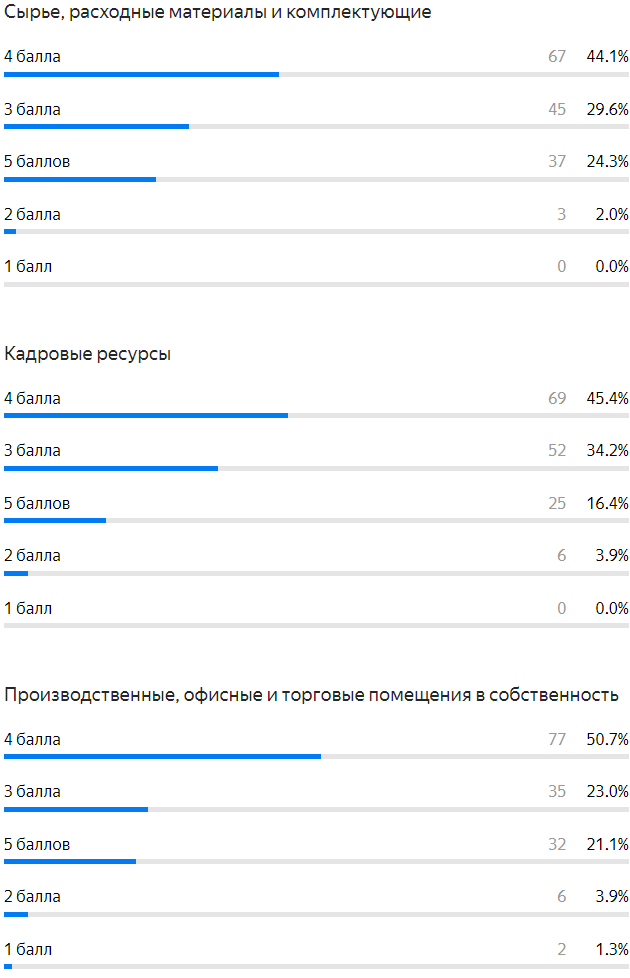 Сырье, расходные материалы и комплектующие
4 балла 67 44.1%
3 балла 45 29.6%
5 баллов 37 24.3%
2 балла 3 2.0%
1 балл 0 0.0%
Кадровые ресурсы
4 балла 69 45.4%
3 балла 52 34.2%
5 баллов 25 16.4%
2 балла 6 3.9%
1 балл 0 0.0%
Производственные, офисные и торговые помещения в собственность
4 балла 77 50.7%
3 балла 35 23.0%
5 баллов 32 21.1%
2 балла 6 3.9%
1 балл 2 1.3%